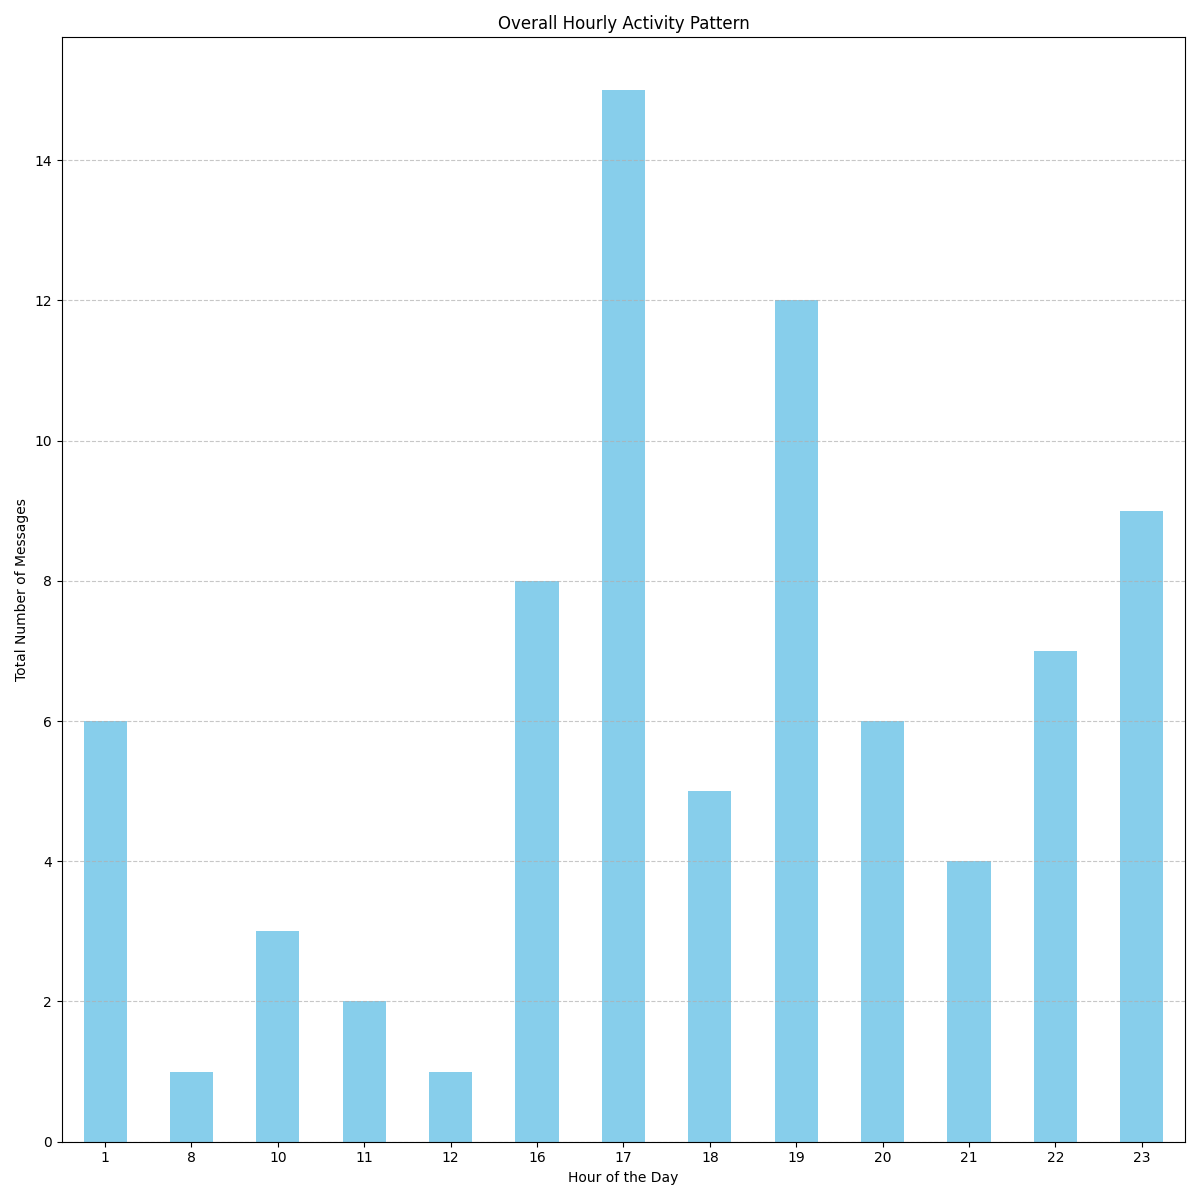 Overall Hourly Activity Pattern
Total Number of Messages
14
12
10
8
6
4
2
0
1 8 10 11 12 16 17 18 19 20 21 22 23
Hour of the Day